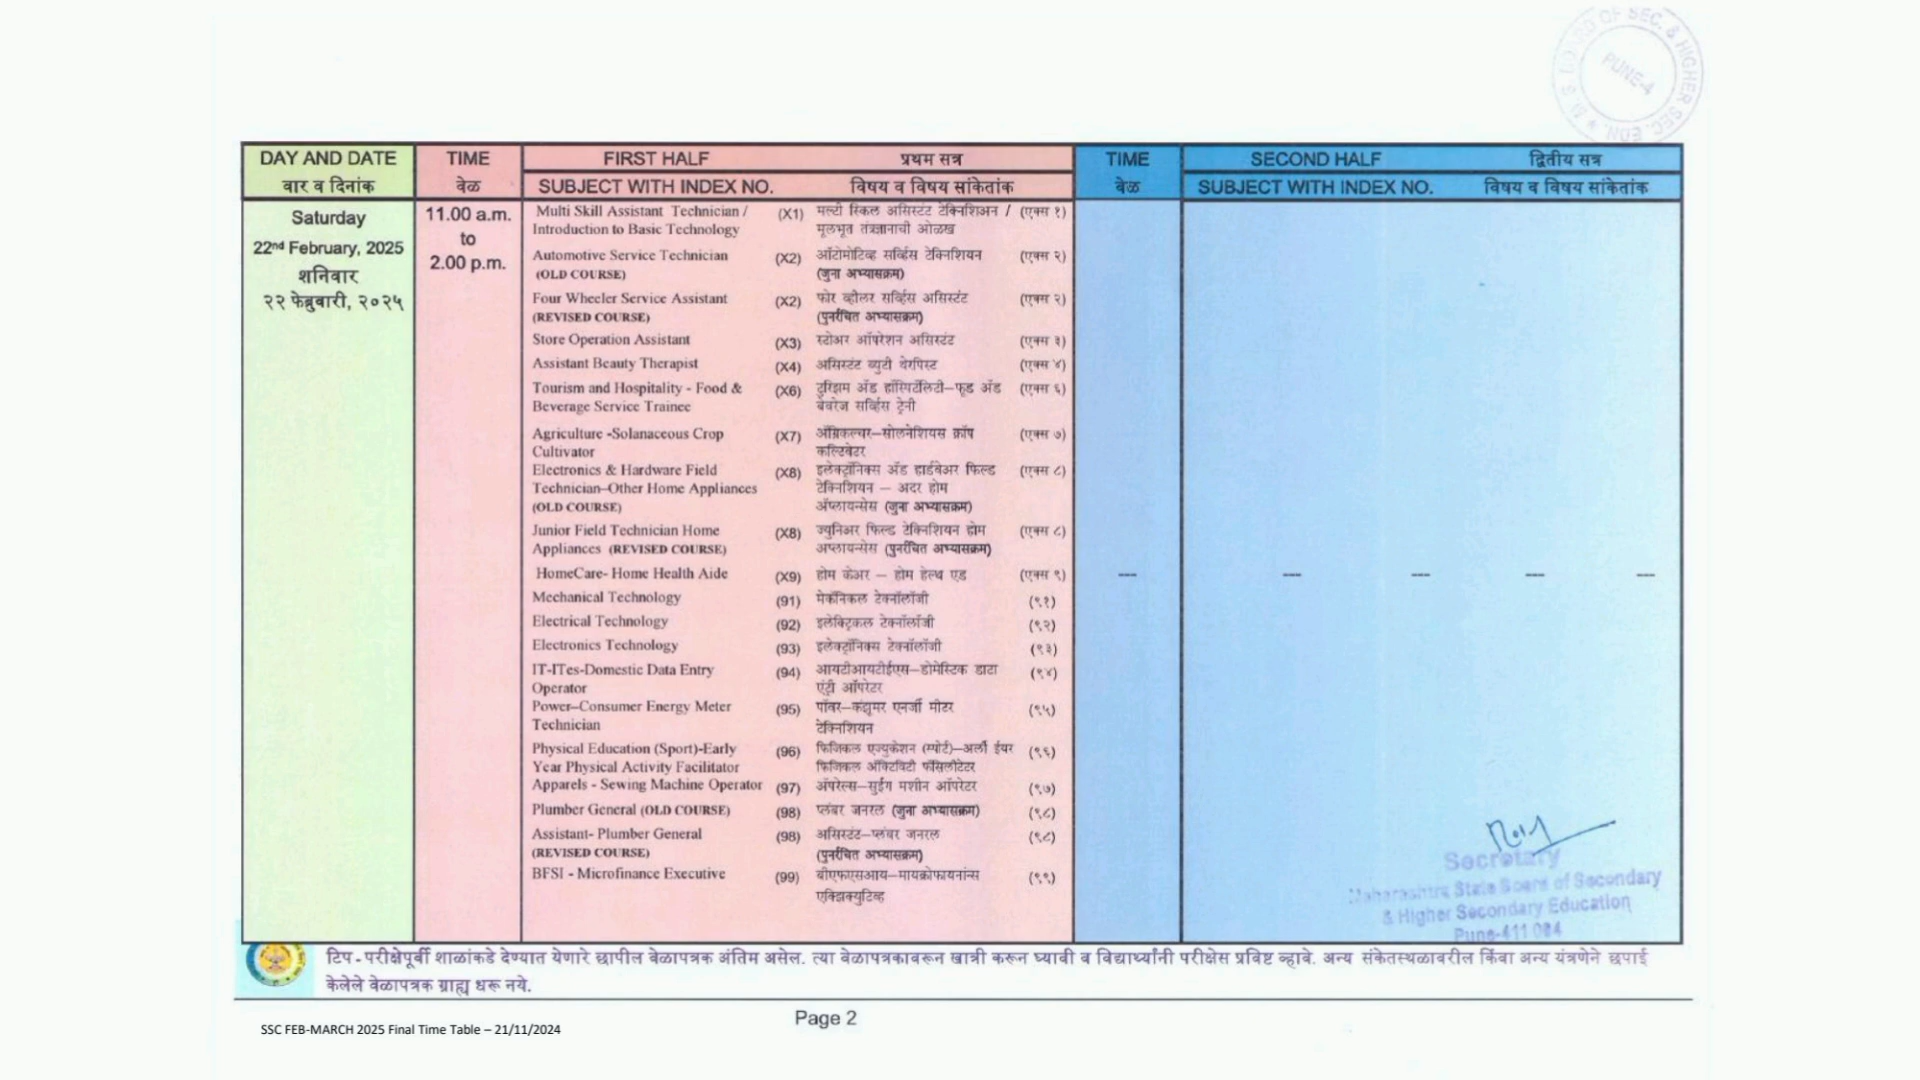 M. S. BOARD OF SEC. & HIGHER SEC. EDN.
PUNE-4
DAY AND DATE TIME FIRST HALF प्रथम सत्र TIME SECOND HALF द्वितीय सत्र
वार व दिनांक वेळ SUBJECT WITH INDEX NO. विषय व विषय सांकेतांक वेळ SUBJECT WITH INDEX NO. विषय व विषय सांकेतांक
Saturday
22nd February, 2025
शनिवार
२२ फेब्रुवारी, २०२५
11.00 a.m.
to
2.00 p.m.
Multi Skill Assistant Technician / (X1) मल्टी स्किल असिस्टंट टेक्निशिअन / (एक्स १)
Introduction to Basic Technology मूलभूत तंत्रज्ञानाची ओळख
Automotive Service Technician (X2) ऑटोमोटिव्ह सर्व्हिस टेक्निशियन (एक्स २)
(OLD COURSE) (जुना अभ्यासक्रम)
Four Wheeler Service Assistant (X2) फोर व्हीलर सर्व्हिस असिस्टंट (एक्स २)
(REVISED COURSE) (पुनर्रचित अभ्यासक्रम)
Store Operation Assistant (X3) स्टोअर ऑपरेशन असिस्टंट (एक्स ३)
Assistant Beauty Therapist (X4) असिस्टंट ब्युटी थेरपिस्ट (एक्स ४)
Tourism and Hospitality - Food & (X6) टुरिझम अँड हॉस्पिटॅलिटी–फूड अँड (एक्स ६)
Beverage Service Trainee बेवरेज सर्व्हिस ट्रेनी
Agriculture -Solanaceous Crop (X7) ॲग्रिकल्चर–सोलनेशियस क्रॉप (एक्स ७)
Cultivator कल्टिवेटर
Electronics & Hardware Field (X8) इलेक्ट्रॉनिक्स अँड हार्डवेअर फिल्ड (एक्स ८)
Technician–Other Home Appliances टेक्निशियन – अदर होम
(OLD COURSE) ॲप्लायन्सेस (जुना अभ्यासक्रम)
Junior Field Technician Home (X8) ज्युनिअर फिल्ड टेक्निशियन होम (एक्स ८)
Appliances (REVISED COURSE) अप्लायन्सेस (पुनर्रचित अभ्यासक्रम)
HomeCare- Home Health Aide (X9) होम केअर – होम हेल्थ एड (एक्स ९) — — — — —
Mechanical Technology (91) मेकॅनिकल टेक्नॉलॉजी (९१)
Electrical Technology (92) इलेक्ट्रिकल टेक्नॉलॉजी (९२)
Electronics Technology (93) इलेक्ट्रॉनिक्स टेक्नॉलॉजी (९३)
IT-ITes-Domestic Data Entry (94) आयटीआयटीईएस–डोमेस्टिक डाटा (९४)
Operator एंट्री ऑपरेटर
Power–Consumer Energy Meter (95) पॉवर–कंझूमर एनर्जी मीटर (९५)
Technician टेक्निशियन
Physical Education (Sport)-Early (96) फिजिकल एज्युकेशन (स्पोर्ट)–अर्ली ईयर (९६)
Year Physical Activity Facilitator फिजिकल ॲक्टिविटी फॅसिलीटेटर
Apparels - Sewing Machine Operator (97) ॲपरेल्स–सुईंग मशीन ऑपरेटर (९७)
Plumber General (OLD COURSE) (98) प्लंबर जनरल (जुना अभ्यासक्रम) (९८)
Assistant- Plumber General (98) असिस्टंट–प्लंबर जनरल (९८)
(REVISED COURSE) (पुनर्रचित अभ्यासक्रम)
BFSI - Microfinance Executive (99) बीएफएसआय–मायक्रोफायनांन्स (९९)
एक्झिक्युटिव्ह
Secretary
Maharashtra State Board of Secondary
& Higher Secondary Education
Pune-411 004
टिप - परीक्षेपूर्वी शाळांकडे देण्यात येणारे छापील वेळापत्रक अंतिम असेल. त्या वेळापत्रकावरून खात्री करून घ्यावी व विद्यार्थ्यांनी परीक्षेस प्रविष्ट व्हावे. अन्य संकेतस्थळावरील किंवा अन्य यंत्रणेने छपाई
केलेले वेळापत्रक ग्राह्य धरू नये.
Page 2
SSC FEB-MARCH 2025 Final Time Table – 21/11/2024